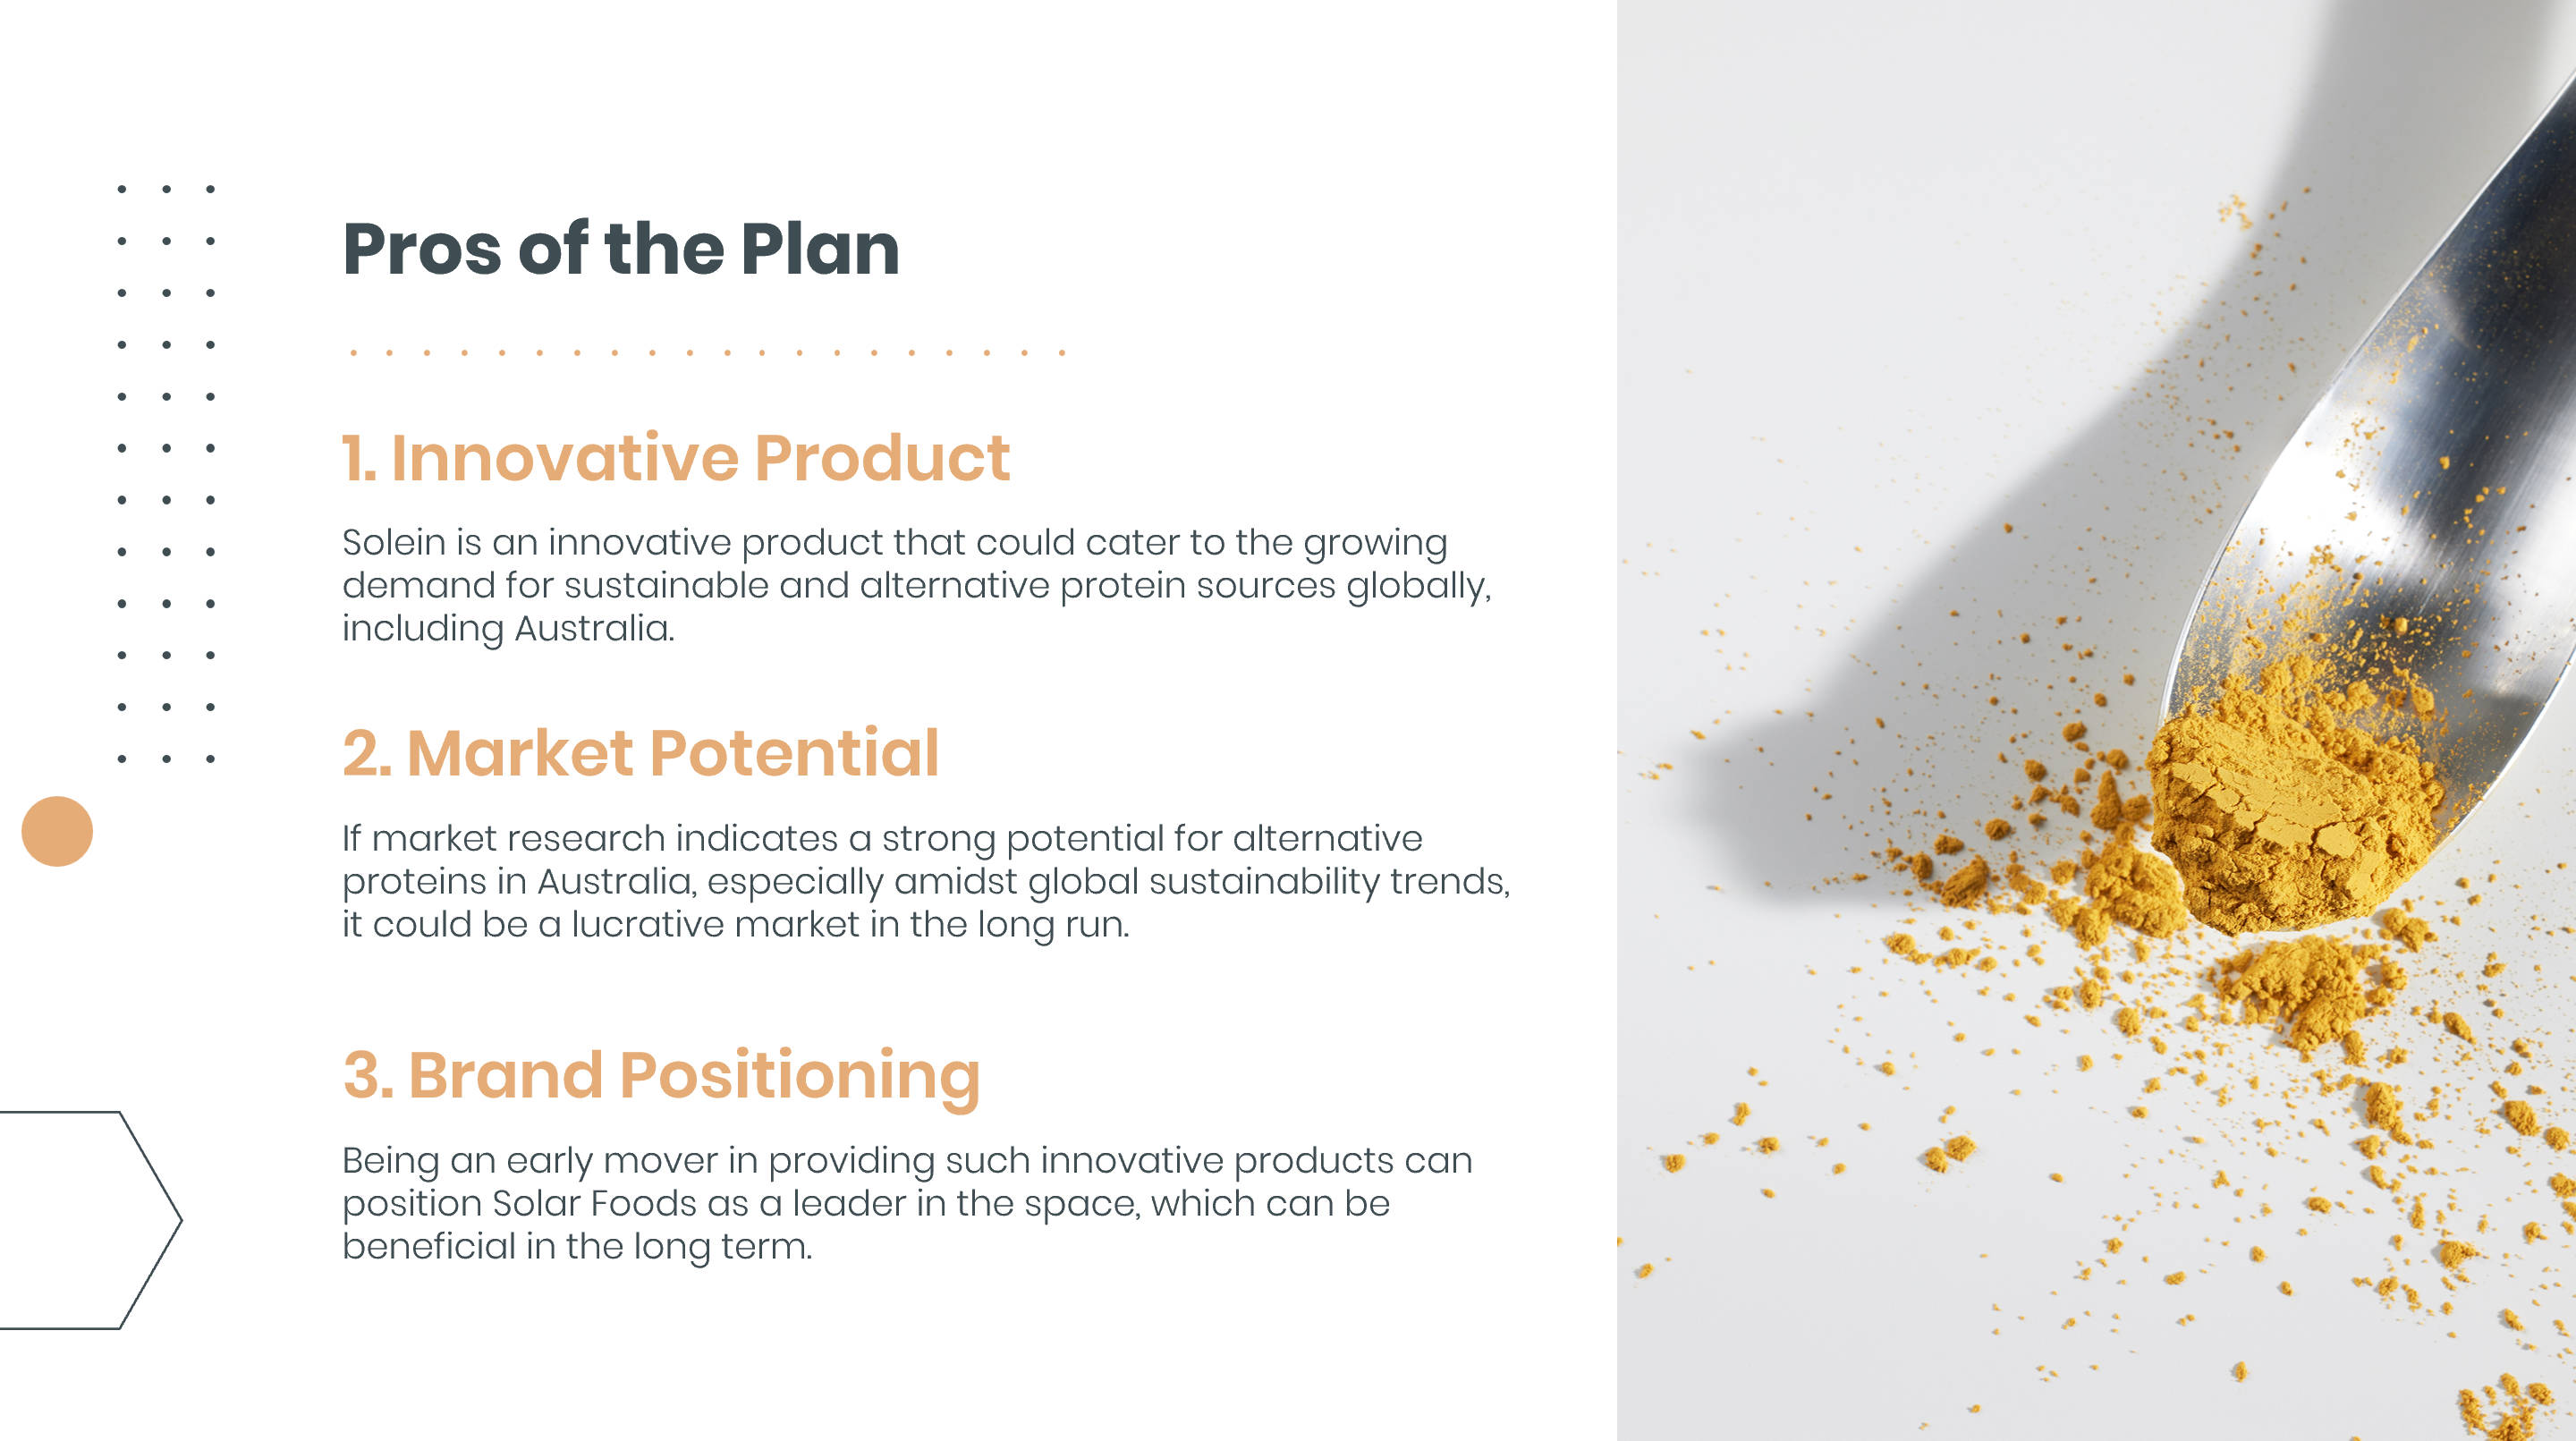 Pros of the Plan
1. Innovative Product
Solein is an innovative product that could cater to the growing
demand for sustainable and alternative protein sources globally,
including Australia.
2. Market Potential
If market research indicates a strong potential for alternative
proteins in Australia, especially amidst global sustainability trends,
it could be a lucrative market in the long run.
3. Brand Positioning
Being an early mover in providing such innovative products can
position Solar Foods as a leader in the space, which can be
beneficial in the long term.